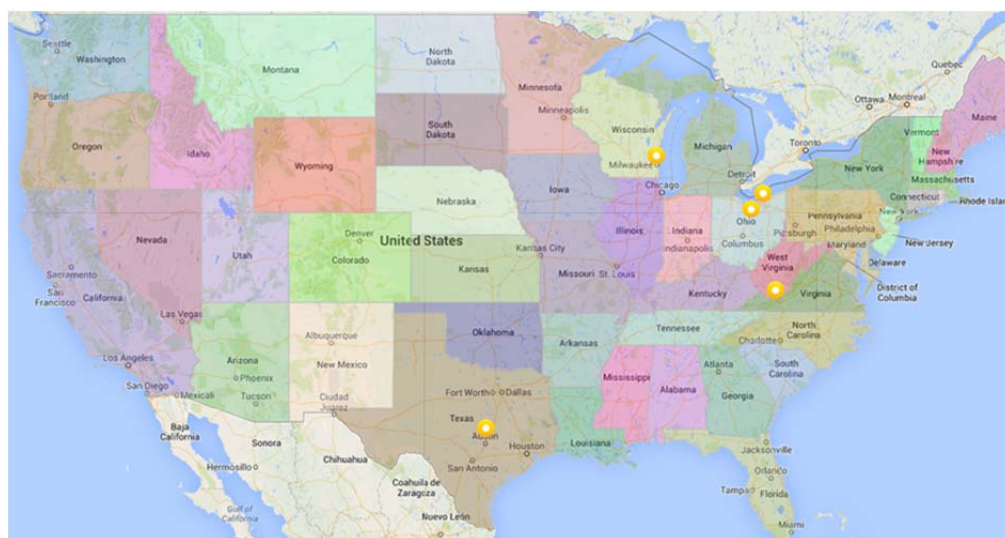 Seattle
Washington
Portland
Oregon
Idaho
Montana
Wyoming
North
Dakota
South
Dakota
Minnesota
Minneapolis
Wisconsin
Milwaukee
Michigan
Detroit
Chicago
Toronto
Ottawa
Montreal
Quebec
Maine
Vermont
New
Hampshire
Massachusetts
Connecticut
Rhode Islan
New York
New York
New Jersey
Pennsylvania
Philadelphia
Pittsburgh
Maryland
Delaware
District of
Columbia
Ohio
Columbus
Indiana
Indianapolis
Illinois
Iowa
Nebraska
United States
Kansas City
Kansas
Missouri
St. Louis
Kentucky
West
Virginia
Virginia
Nevada
Utah
Denver
Colorado
Sacramento
San
Francisco
California
Las Vegas
Los Angeles
San Diego
Mexicali
Arizona
Phoenix
Tucson
Albuquerque
New Mexico
Ciudad
Juarez
Oklahoma
Arkansas
Tennessee
North
Carolina
Charlotte
South
Carolina
Atlanta
Georgia
Alabama
Mississippi
Louisiana
Fort Worth
Dallas
Texas
Austin
Houston
San Antonio
Jacksonville
Orlando
Tampa
Florida
Miami
Baja
California
Sonora
Hermosillo
Chihuahua
Coahuila de
Zaragoza
Nuevo León
Gulf of
California